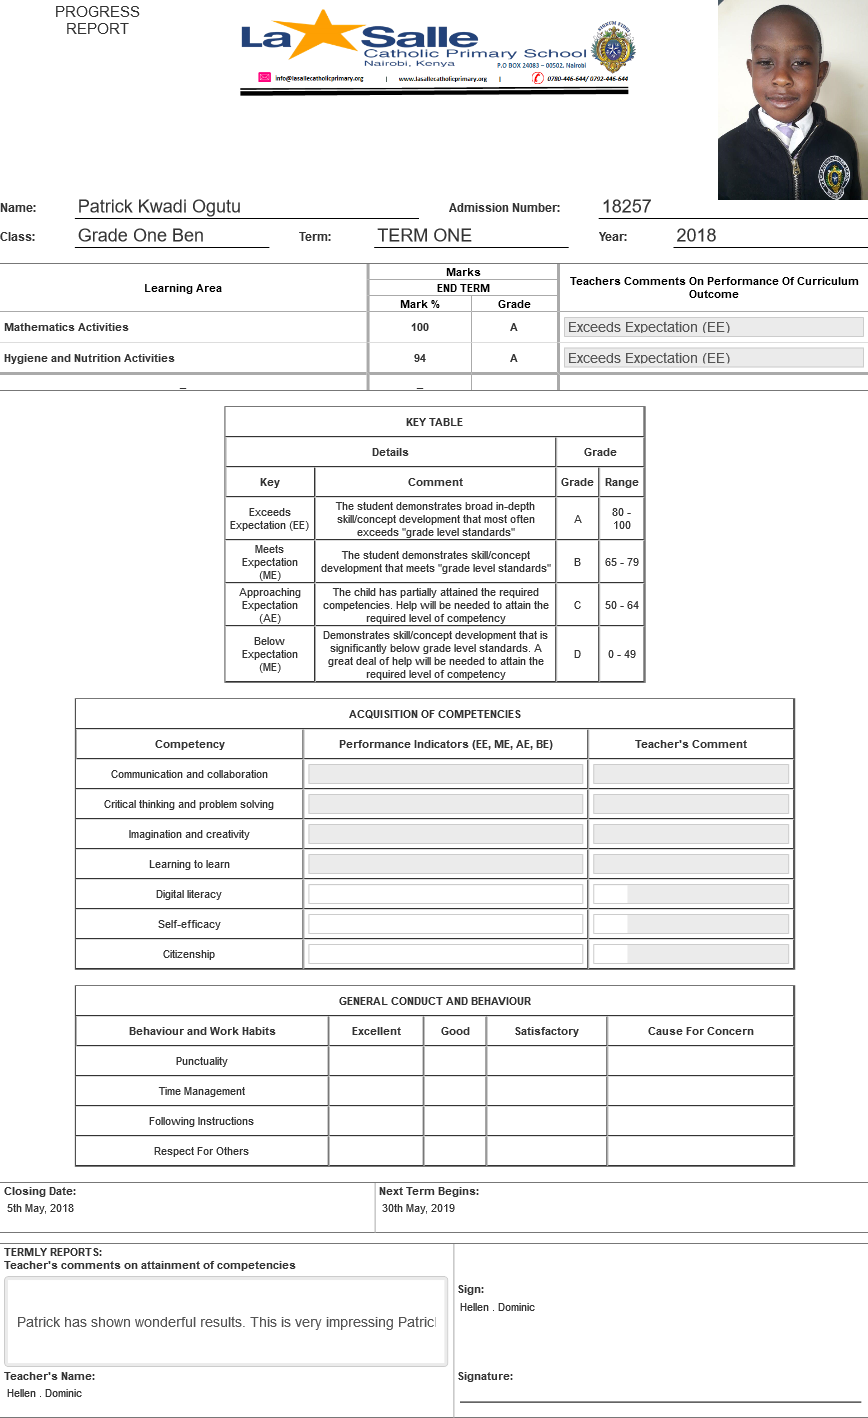 PROGRESS
REPORT
La Salle
Catholic Primary School
Nairobi, Kenya
P.O BOX 24083 – 00502, Nairobi
info@lasallecatholicprimary.org | www.lasallecatholicprimary.org | 0780-446-644/ 0792-446-644
Name: Patrick Kwadi Ogutu Admission Number: 18257
Class: Grade One Ben Term: TERM ONE Year: 2018
Learning Area Marks Teachers Comments On Performance Of Curriculum Outcome
END TERM
Mark % Grade
Mathematics Activities 100 A Exceeds Expectation (EE)
Hygiene and Nutrition Activities 94 A Exceeds Expectation (EE)
_ _
KEY TABLE
Details Grade
Key Comment Grade Range
Exceeds Expectation (EE) The student demonstrates broad in-depth skill/concept development that most often exceeds "grade level standards" A 80 - 100
Meets Expectation (ME) The student demonstrates skill/concept development that meets "grade level standards" B 65 - 79
Approaching Expectation (AE) The child has partially attained the required competencies. Help will be needed to attain the required level of competency C 50 - 64
Below Expectation (ME) Demonstrates skill/concept development that is significantly below grade level standards. A great deal of help will be needed to attain the required level of competency D 0 - 49
ACQUISITION OF COMPETENCIES
Competency Performance Indicators (EE, ME, AE, BE) Teacher's Comment
Communication and collaboration
Critical thinking and problem solving
Imagination and creativity
Learning to learn
Digital literacy
Self-efficacy
Citizenship
GENERAL CONDUCT AND BEHAVIOUR
Behaviour and Work Habits Excellent Good Satisfactory Cause For Concern
Punctuality
Time Management
Following Instructions
Respect For Others
Closing Date: Next Term Begins:
5th May, 2018 30th May, 2019
TERMLY REPORTS:
Teacher's comments on attainment of competencies
Patrick has shown wonderful results. This is very impressing Patric
Sign:
Hellen . Dominic
Teacher's Name: Signature:
Hellen . Dominic